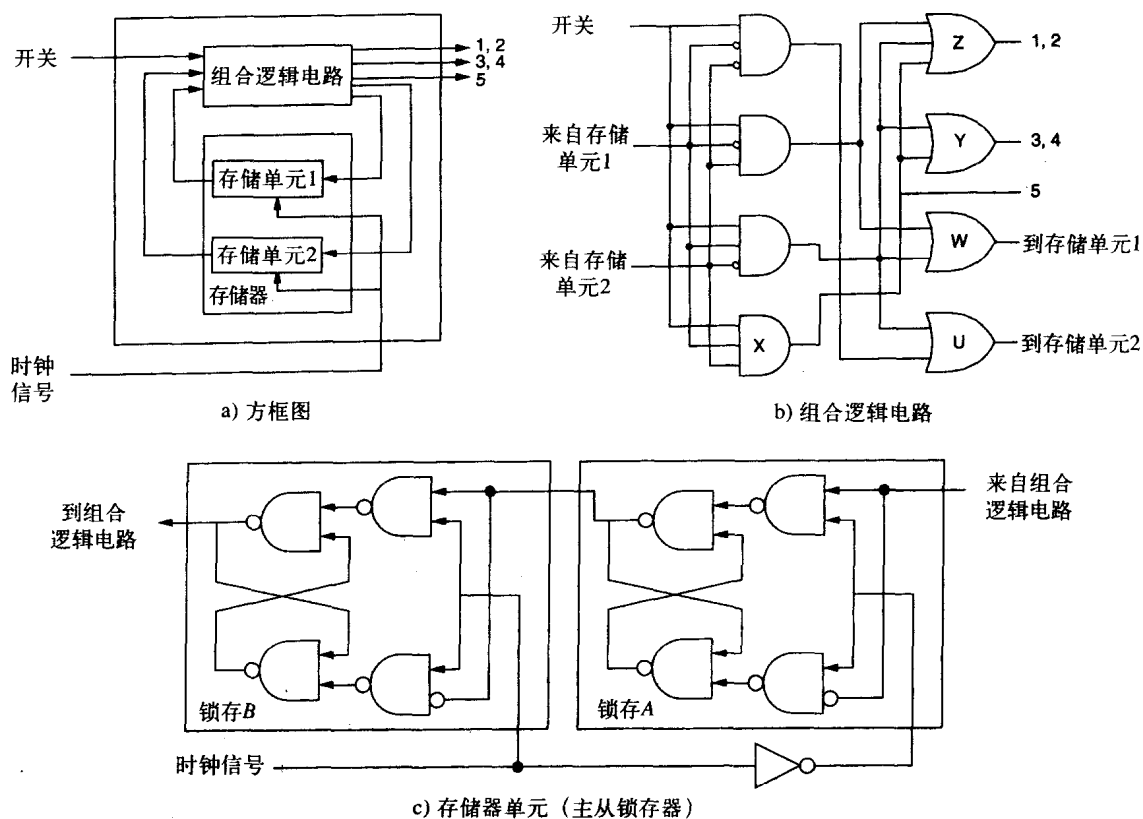 开关
组合逻辑电路
1, 2
3, 4
5
存储单元1
存储单元2
存储器
时钟
信号
a) 方框图
开关
来自存储
单元1
来自存储
单元2
X
Z
Y
W
U
1, 2
3, 4
5
到存储单元1
到存储单元2
b) 组合逻辑电路
到组合
逻辑电路
锁存B
锁存A
来自组合
逻辑电路
时钟信号
c) 存储器单元（主从锁存器）